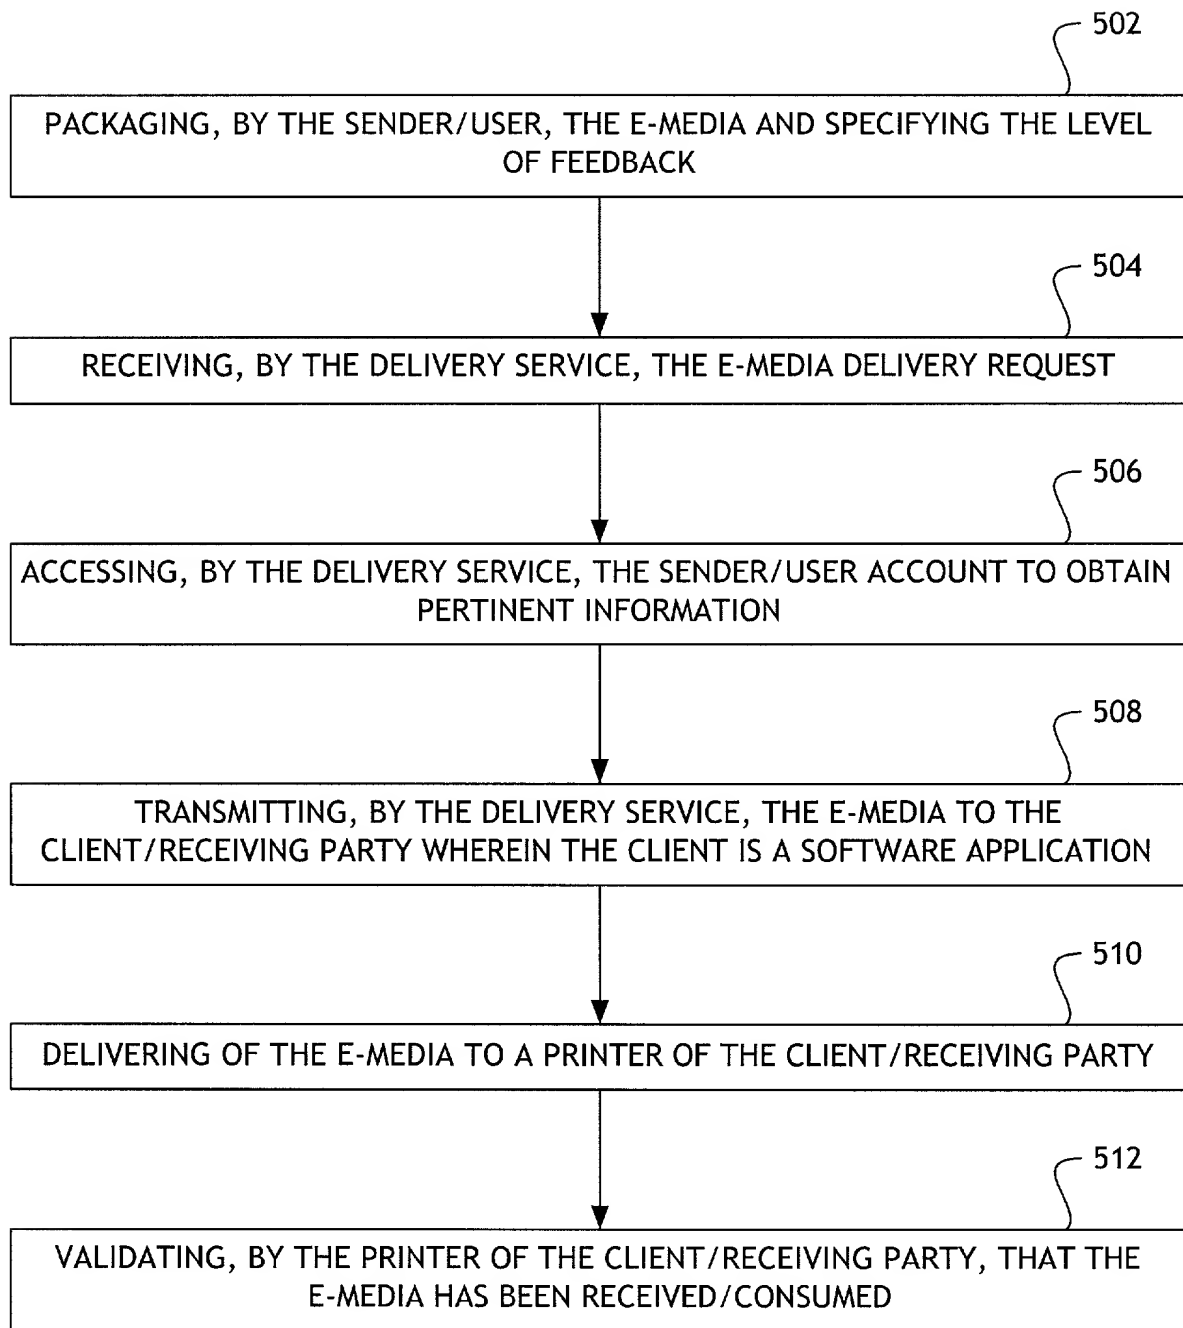 502
PACKAGING, BY THE SENDER/USER, THE E-MEDIA AND SPECIFYING THE LEVEL
OF FEEDBACK
504
RECEIVING, BY THE DELIVERY SERVICE, THE E-MEDIA DELIVERY REQUEST
506
ACCESSING, BY THE DELIVERY SERVICE, THE SENDER/USER ACCOUNT TO OBTAIN
PERTINENT INFORMATION
508
TRANSMITTING, BY THE DELIVERY SERVICE, THE E-MEDIA TO THE
CLIENT/RECEIVING PARTY WHEREIN THE CLIENT IS A SOFTWARE APPLICATION
510
DELIVERING OF THE E-MEDIA TO A PRINTER OF THE CLIENT/RECEIVING PARTY
512
VALIDATING, BY THE PRINTER OF THE CLIENT/RECEIVING PARTY, THAT THE
E-MEDIA HAS BEEN RECEIVED/CONSUMED